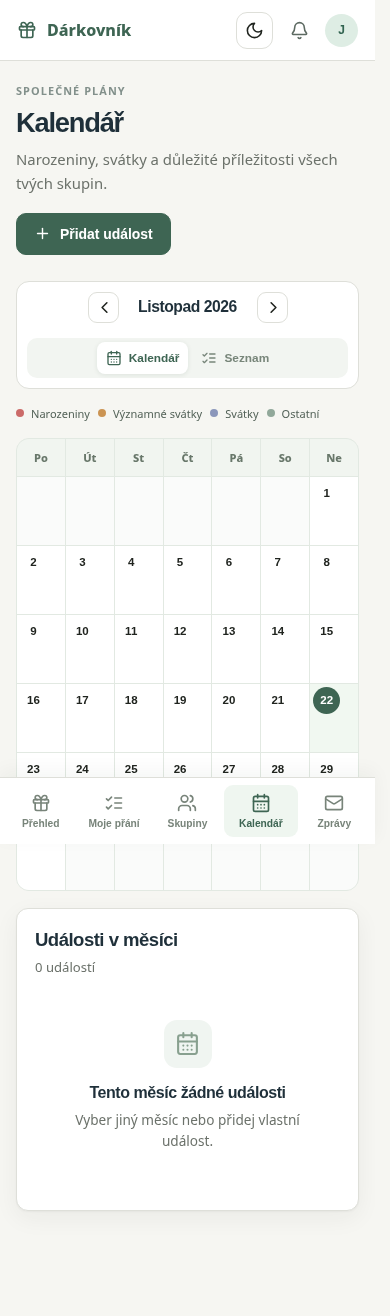 Dárkovník
J
SPOLEČNÉ PLÁNY
Kalendář
Narozeniny, svátky a důležité příležitosti všech
tvých skupin.
Přidat událost
Listopad 2026
Kalendář Seznam
Narozeniny Významné svátky Svátky Ostatní
Po Út St Čt Pá So Ne
1
2 3 4 5 6 7 8
9 10 11 12 13 14 15
16 17 18 19 20 21 22
23 24 25 26 27 28 29
Přehled Moje přání Skupiny Kalendář Zprávy
Události v měsíci
0 událostí
Tento měsíc žádné události
Vyber jiný měsíc nebo přidej vlastní
událost.